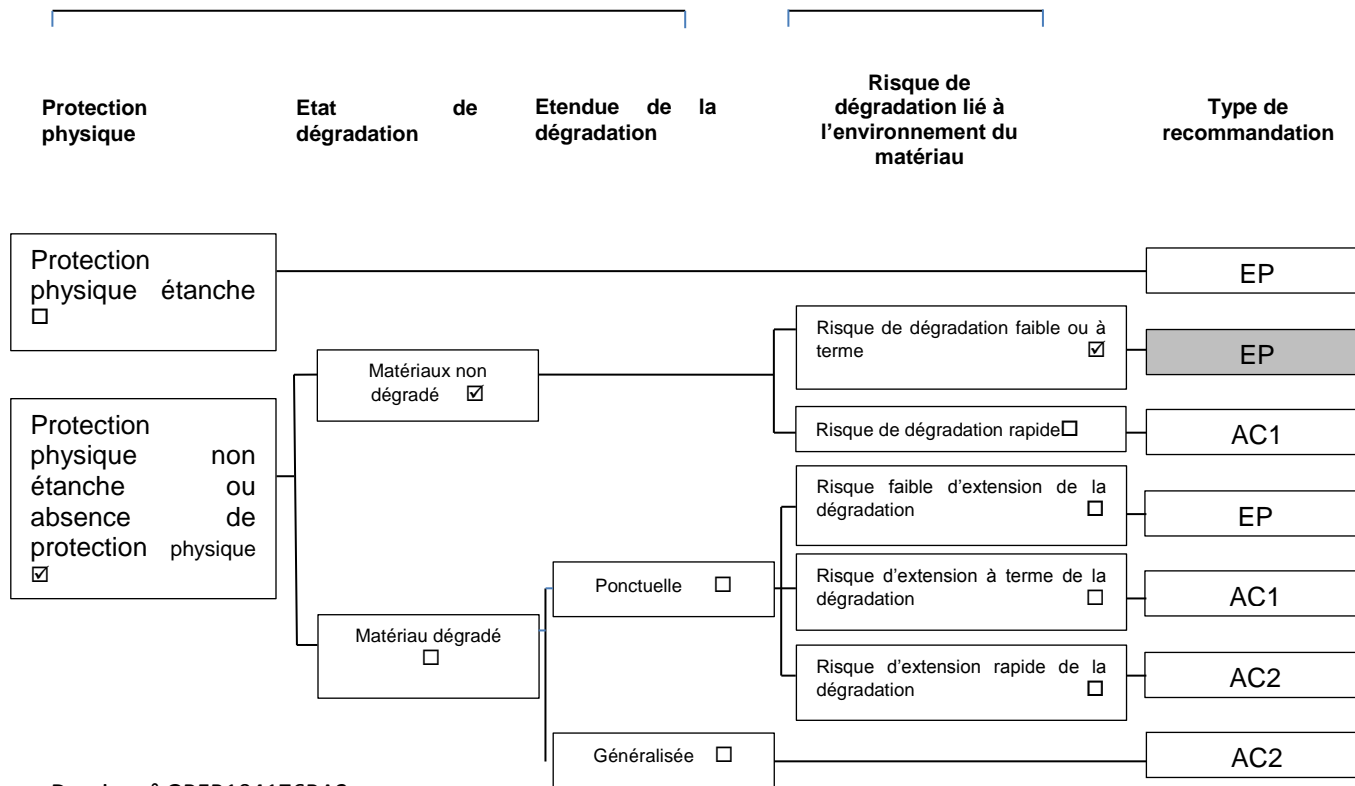 Protection
physique
Etat de
dégradation
Etendue de la
dégradation
Risque de
dégradation lié à
l'environnement du
matériau
Type de
recommandation
Protection
physique étanche
☐
EP
Risque de dégradation faible ou à
terme ☑
EP
Matériaux non
dégradé ☑
Risque de dégradation rapide☐
AC1
Protection
physique non
étanche ou
absence de
protection physique
☑
Risque faible d'extension de la
dégradation ☐
EP
Ponctuelle ☐
Risque d'extension à terme de la
dégradation ☐
AC1
Matériau dégradé
☐
Risque d'extension rapide de la
dégradation ☐
AC2
Généralisée ☐
AC2